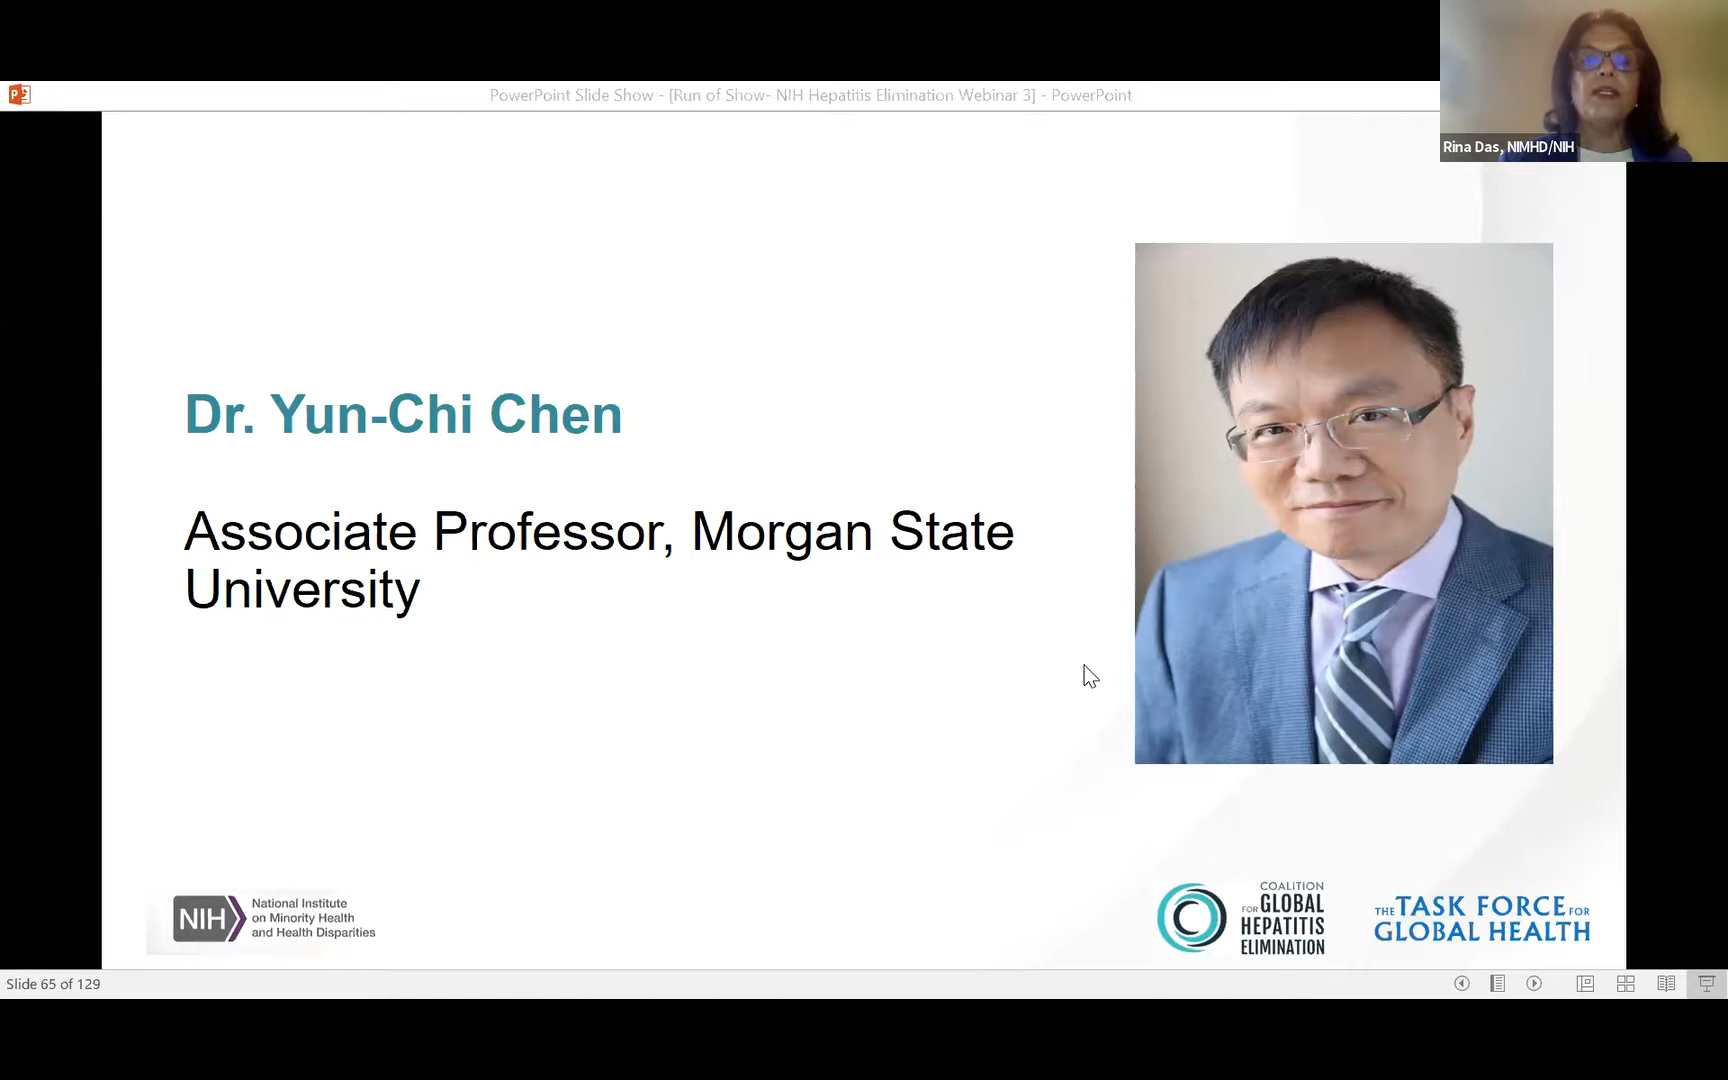 PowerPoint Slide Show - [Run of Show- NIH Hepatitis Elimination Webinar 3] - PowerPoint
Rina Das, NIMHD/NIH
Dr. Yun-Chi Chen
Associate Professor, Morgan State
University
NIH
National Institute
on Minority Health
and Health Disparities
COALITION
FOR GLOBAL
HEPATITIS
ELIMINATION
THE TASK FORCE FOR
GLOBAL HEALTH
Slide 65 of 129